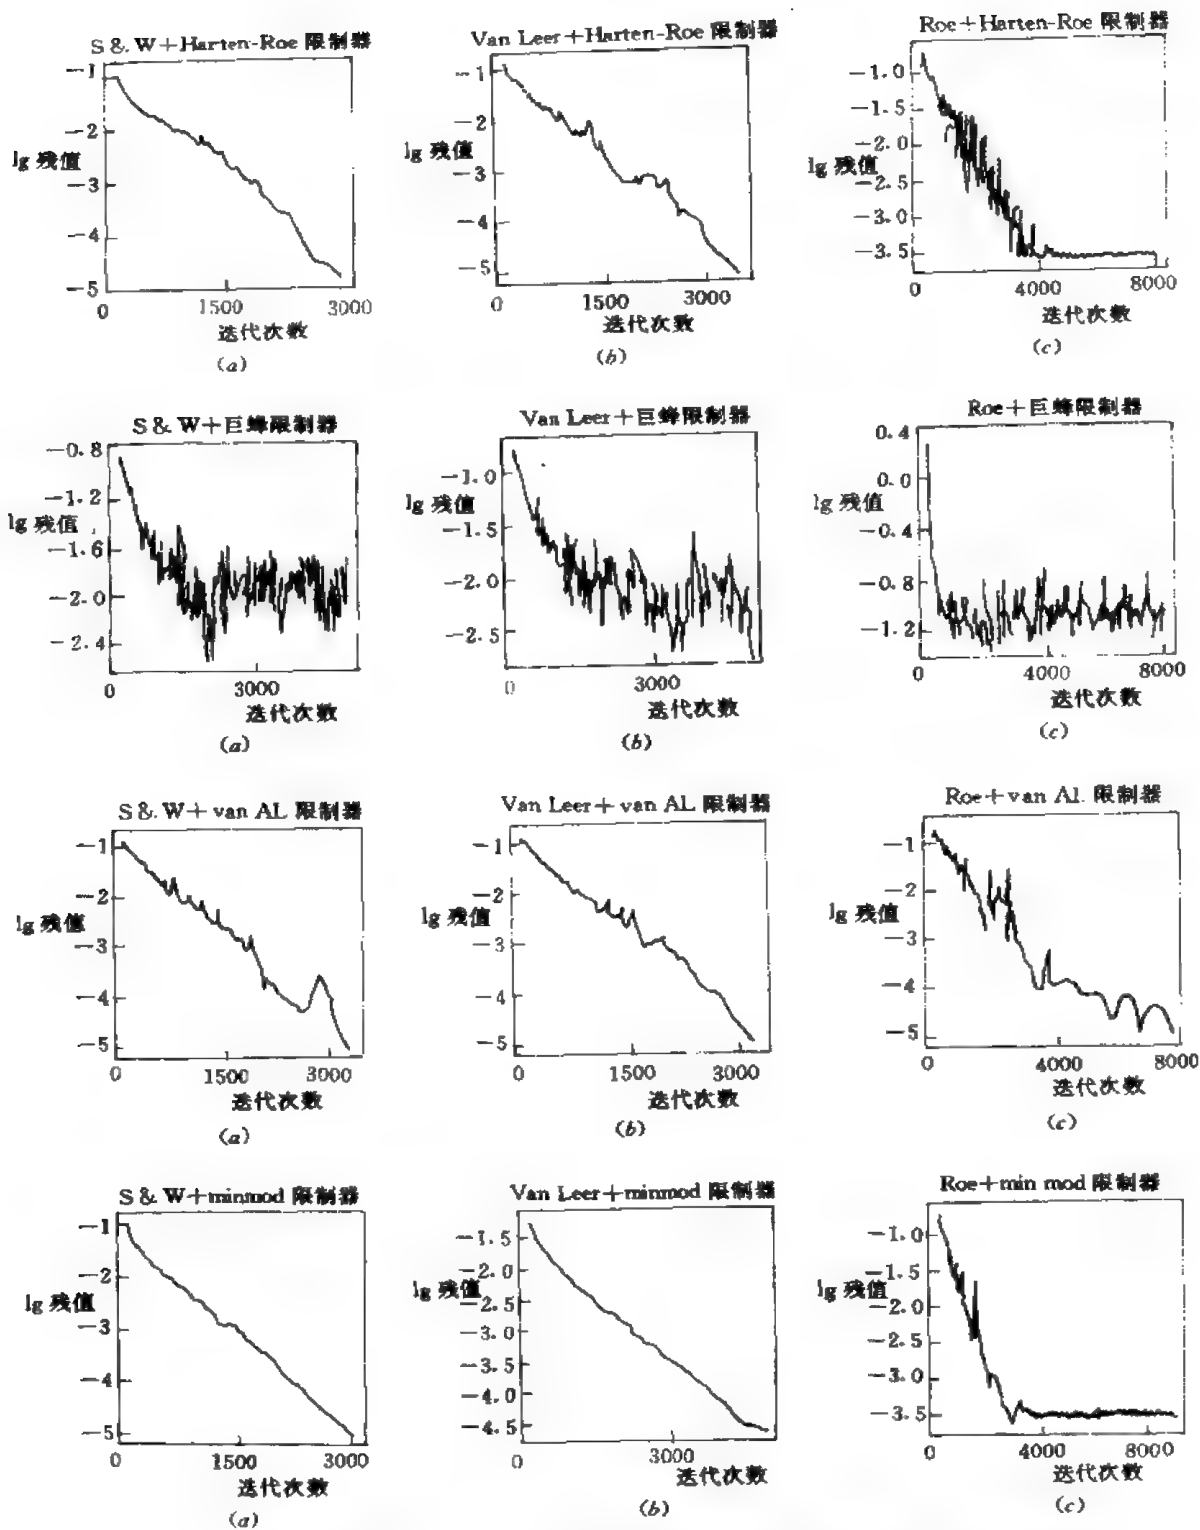 S & W+Harten-Roe 限制器
-1
-2
lg 残值
-3
-4
-5
0 1500 3000
迭代次数
(a)
Van Leer+Harten-Roe 限制器
-1
-2
lg 残值
-3
-4
-5
0 1500 3000
迭代次数
(b)
Roe+Harten-Roe 限制器
-1.0
-1.5
-2.0
lg 残值
-2.5
-3.0
-3.5
0 4000 8000
迭代次数
(c)
S & W+巨蜂限制器
-0.8
-1.2
lg 残值
-1.6
-2.0
-2.4
0 3000
迭代次数
(a)
Van Leer+巨蜂限制器
-1.0
lg 残值
-1.5
-2.0
-2.5
0 3000
迭代次数
(b)
Roe+巨蜂限制器
0.4
0.0
lg 残值
-0.4
-0.8
-1.2
0 4000 8000
迭代次数
(c)
S & W+van AL 限制器
-1
-2
lg 残值
-3
-4
-5
0 1500 3000
迭代次数
(a)
Van Leer+van AL 限制器
-1
-2
lg 残值
-3
-4
-5
0 1500 3000
迭代次数
(b)
Roe+van AL 限制器
-1
-2
lg 残值
-3
-4
-5
0 4000 8000
迭代次数
(c)
S & W+minmod 限制器
-1
-2
lg 残值
-3
-4
-5
0 1500 3000
迭代次数
(a)
Van Leer+minmod 限制器
-1.5
-2.0
lg 残值
-2.5
-3.0
-3.5
-4.0
-4.5
0 3000
迭代次数
(b)
Roe+min mod 限制器
-1.0
-1.5
lg 残值
-2.0
-2.5
-3.0
-3.5
0 4000 8000
迭代次数
(c)